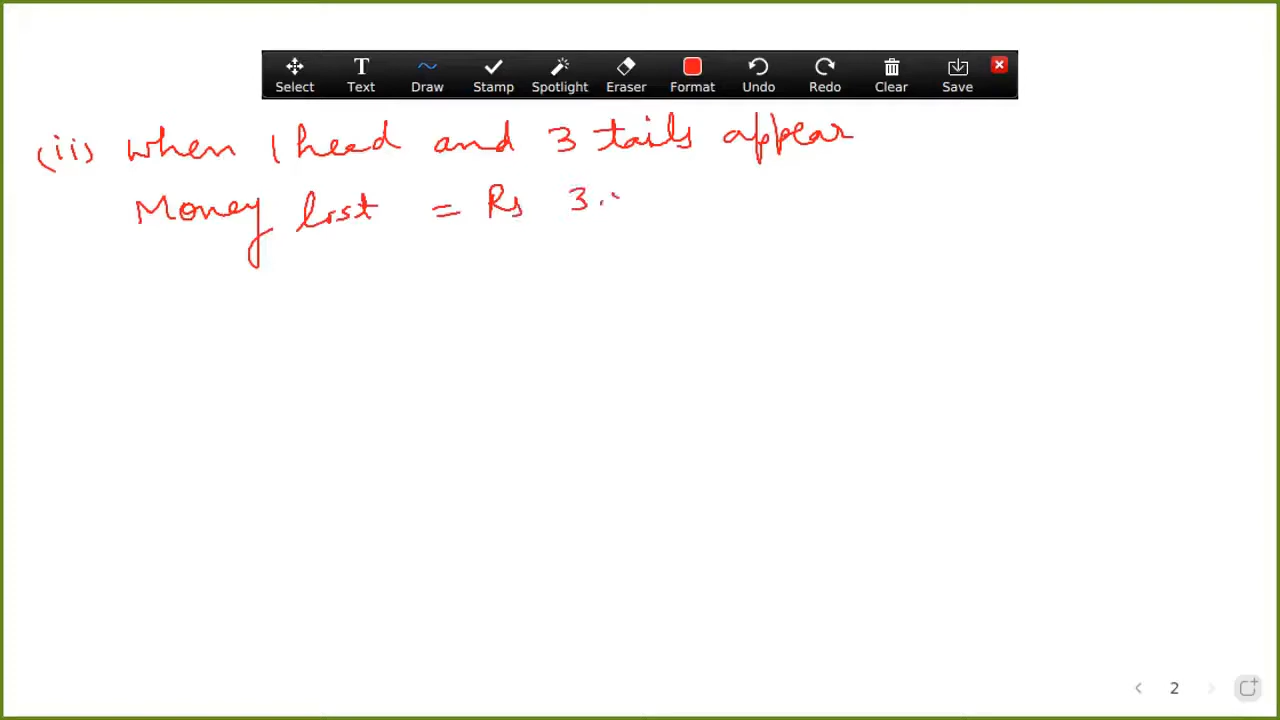 Select Text Draw Stamp Spotlight Eraser Format Undo Redo Clear Save
(ii) when 1 head and 3 tails appear
Money lost = Rs 3.
2